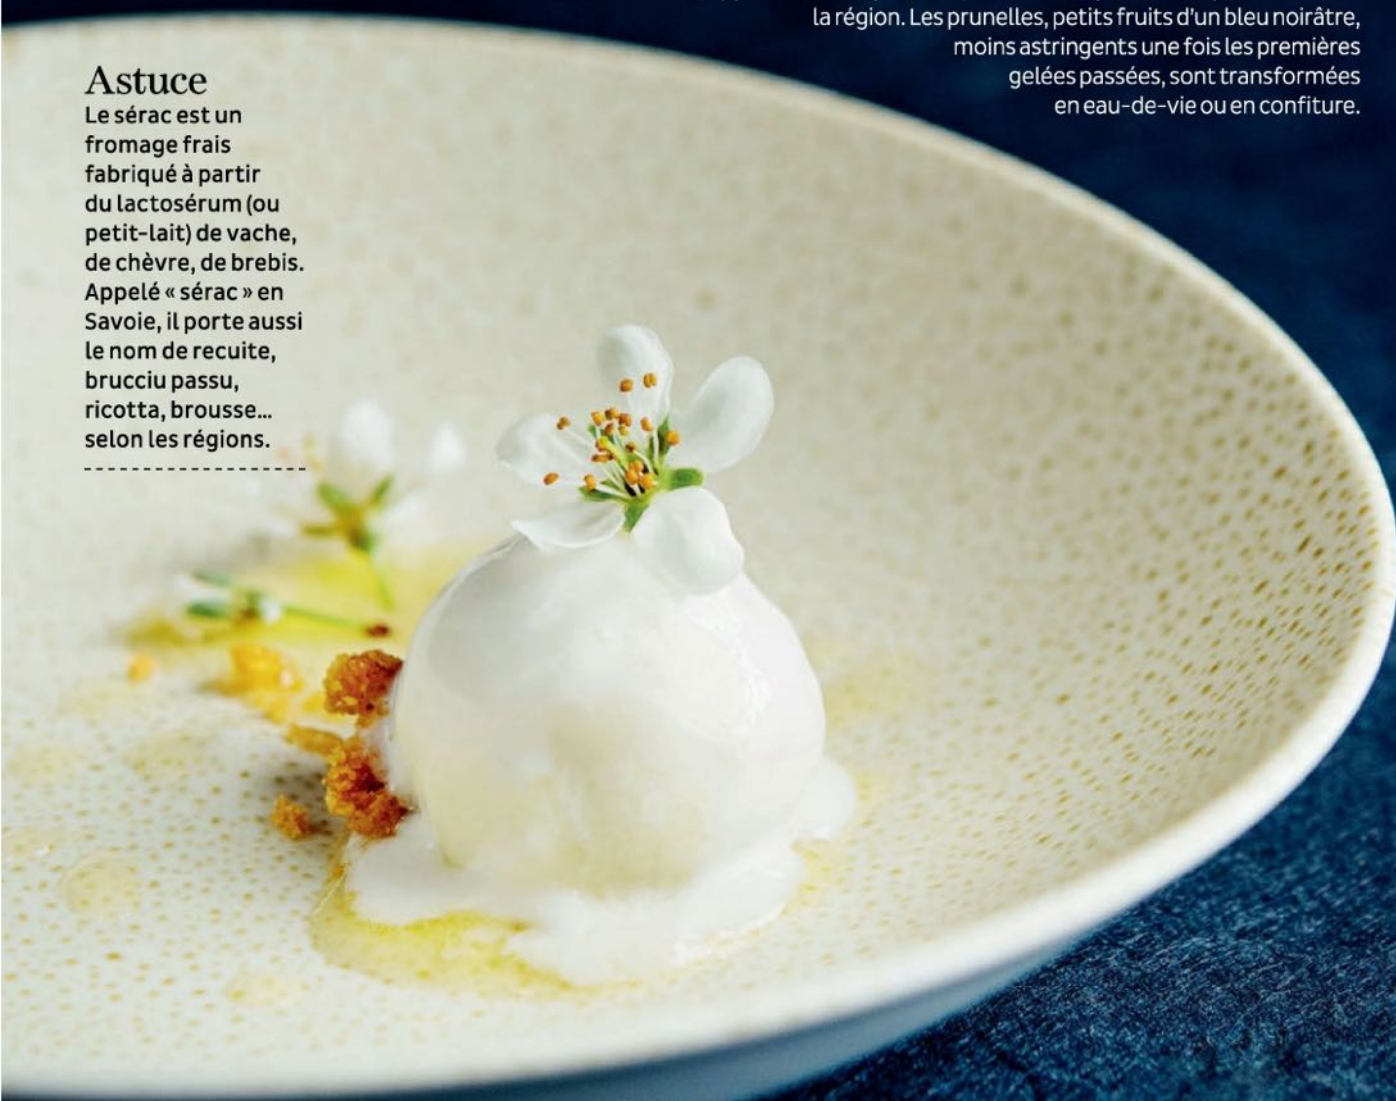 la région. Les prunelles, petits fruits d'un bleu noirâtre,
moins astringents une fois les premières
gelées passées, sont transformées
en eau-de-vie ou en confiture.
Astuce
Le sérac est un
fromage frais
fabriqué à partir
du lactosérum (ou
petit-lait) de vache,
de chèvre, de brebis.
Appelé « sérac » en
Savoie, il porte aussi
le nom de recuite,
brucciu passu,
ricotta, brousse...
selon les régions.